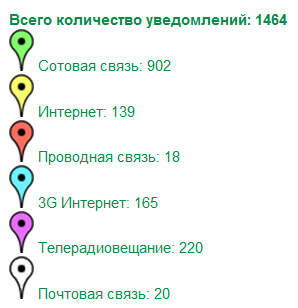 Всего количество уведомлений: 1464
Сотовая связь: 902
Интернет: 139
Проводная связь: 18
3G Интернет: 165
Телерадиовещание: 220
Почтовая связь: 20